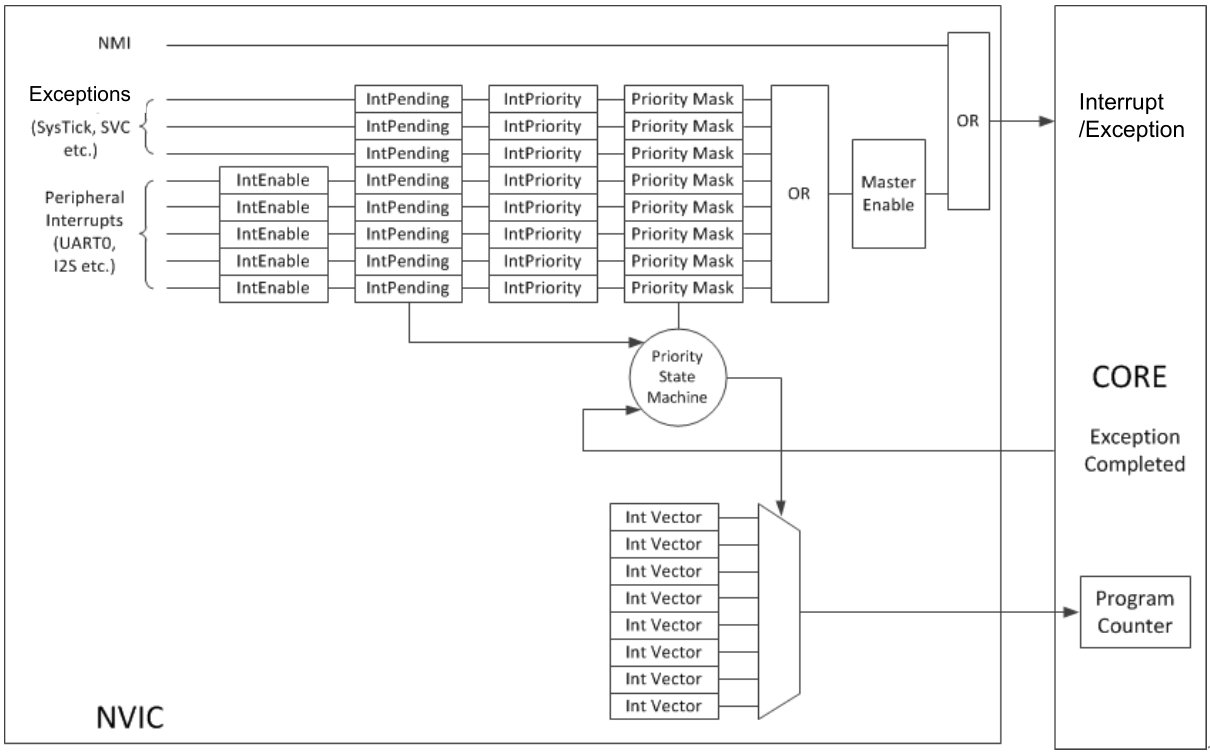 NMI
Exceptions
(SysTick, SVC
etc.)
IntPending IntPriority Priority Mask
IntPending IntPriority Priority Mask
IntPending IntPriority Priority Mask
IntEnable IntPending IntPriority Priority Mask
IntEnable IntPending IntPriority Priority Mask
IntEnable IntPending IntPriority Priority Mask
IntEnable IntPending IntPriority Priority Mask
IntEnable IntPending IntPriority Priority Mask
Peripheral
Interrupts
(UART0,
I2S etc.)
OR
Master
Enable
OR
Interrupt
/Exception
Priority
State
Machine
CORE
Exception
Completed
Int Vector
Int Vector
Int Vector
Int Vector
Int Vector
Int Vector
Int Vector
Int Vector
Program
Counter
NVIC